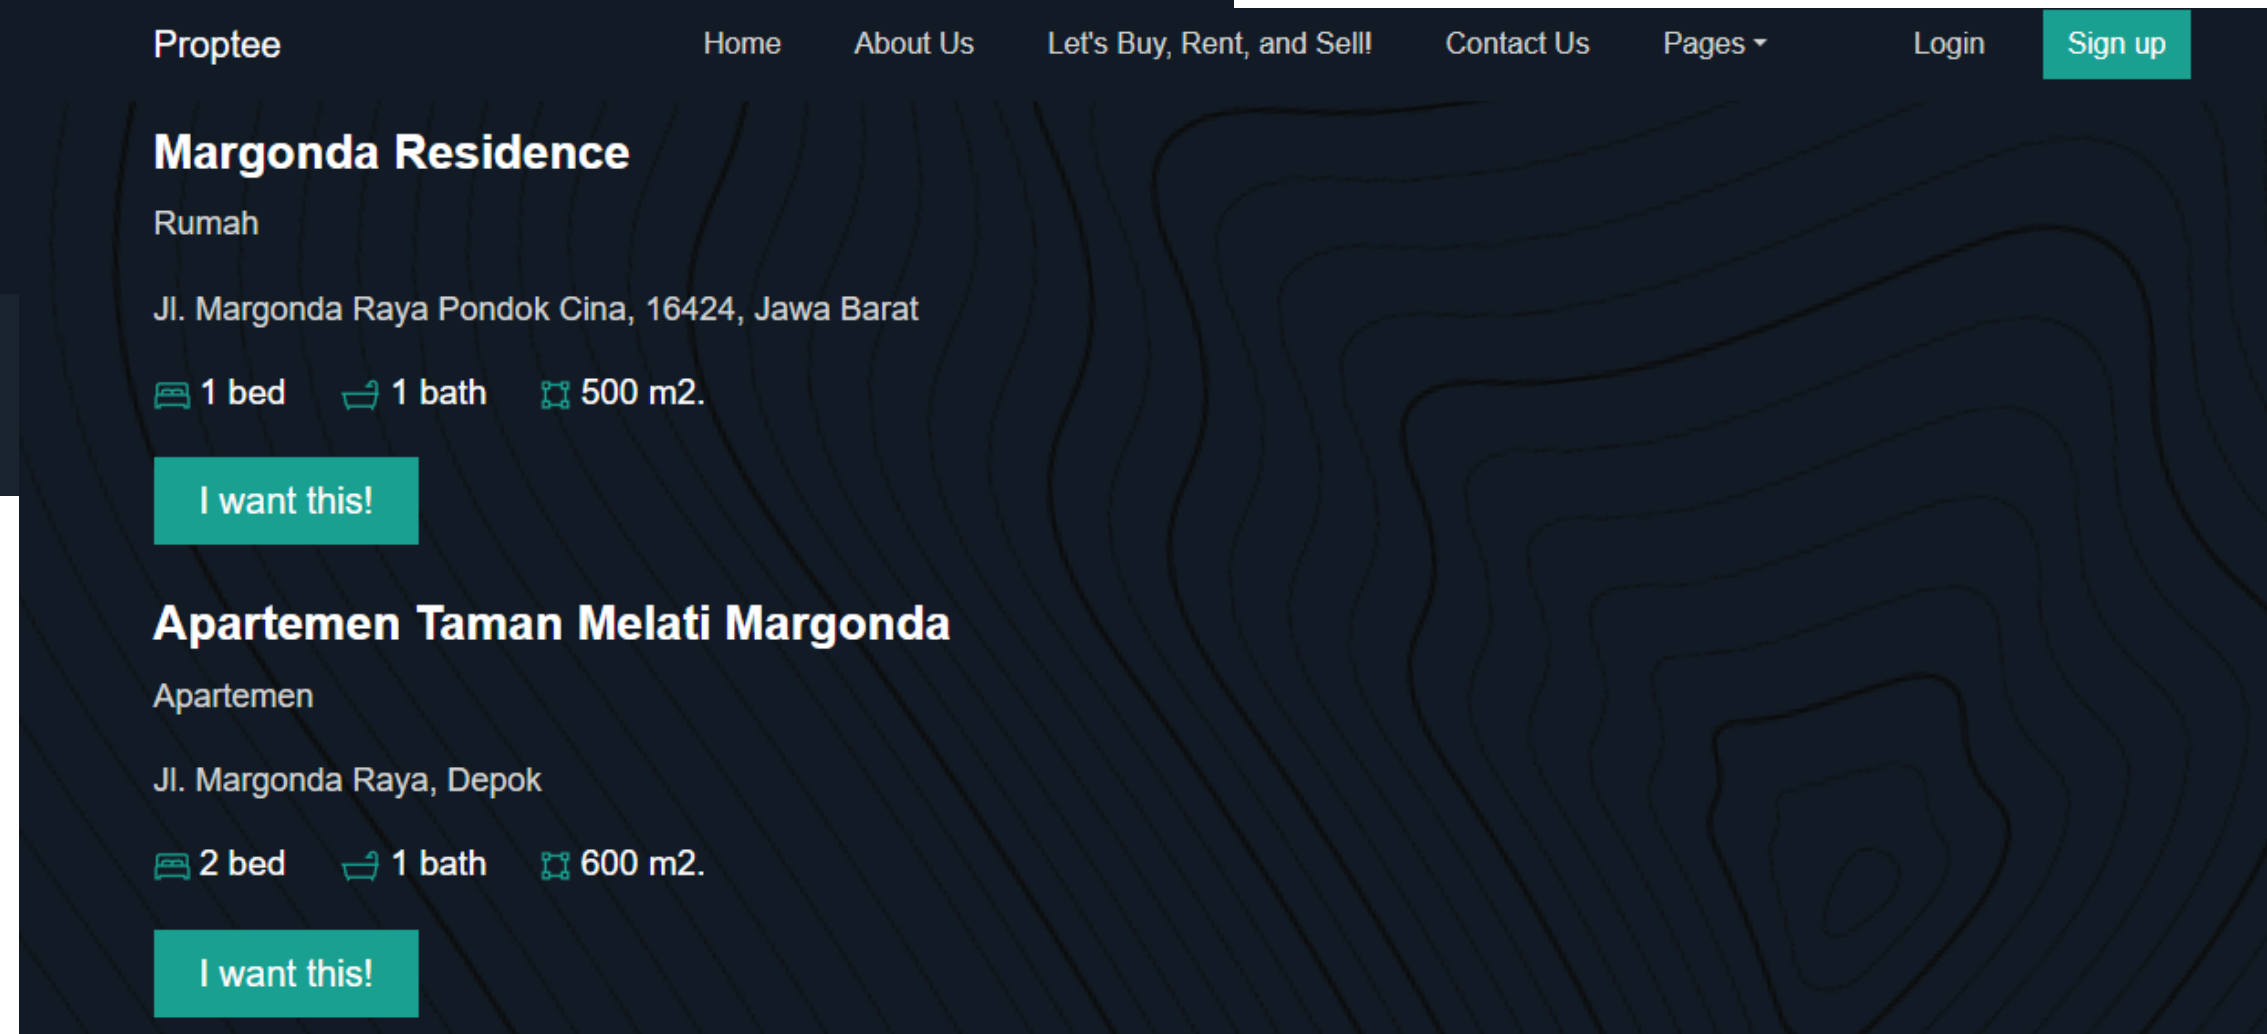 Proptee Home About Us Let's Buy, Rent, and Sell! Contact Us Pages Login Sign up
Margonda Residence
Rumah
Jl. Margonda Raya Pondok Cina, 16424, Jawa Barat
1 bed 1 bath 500 m2.
I want this!
Apartemen Taman Melati Margonda
Apartemen
Jl. Margonda Raya, Depok
2 bed 1 bath 600 m2.
I want this!